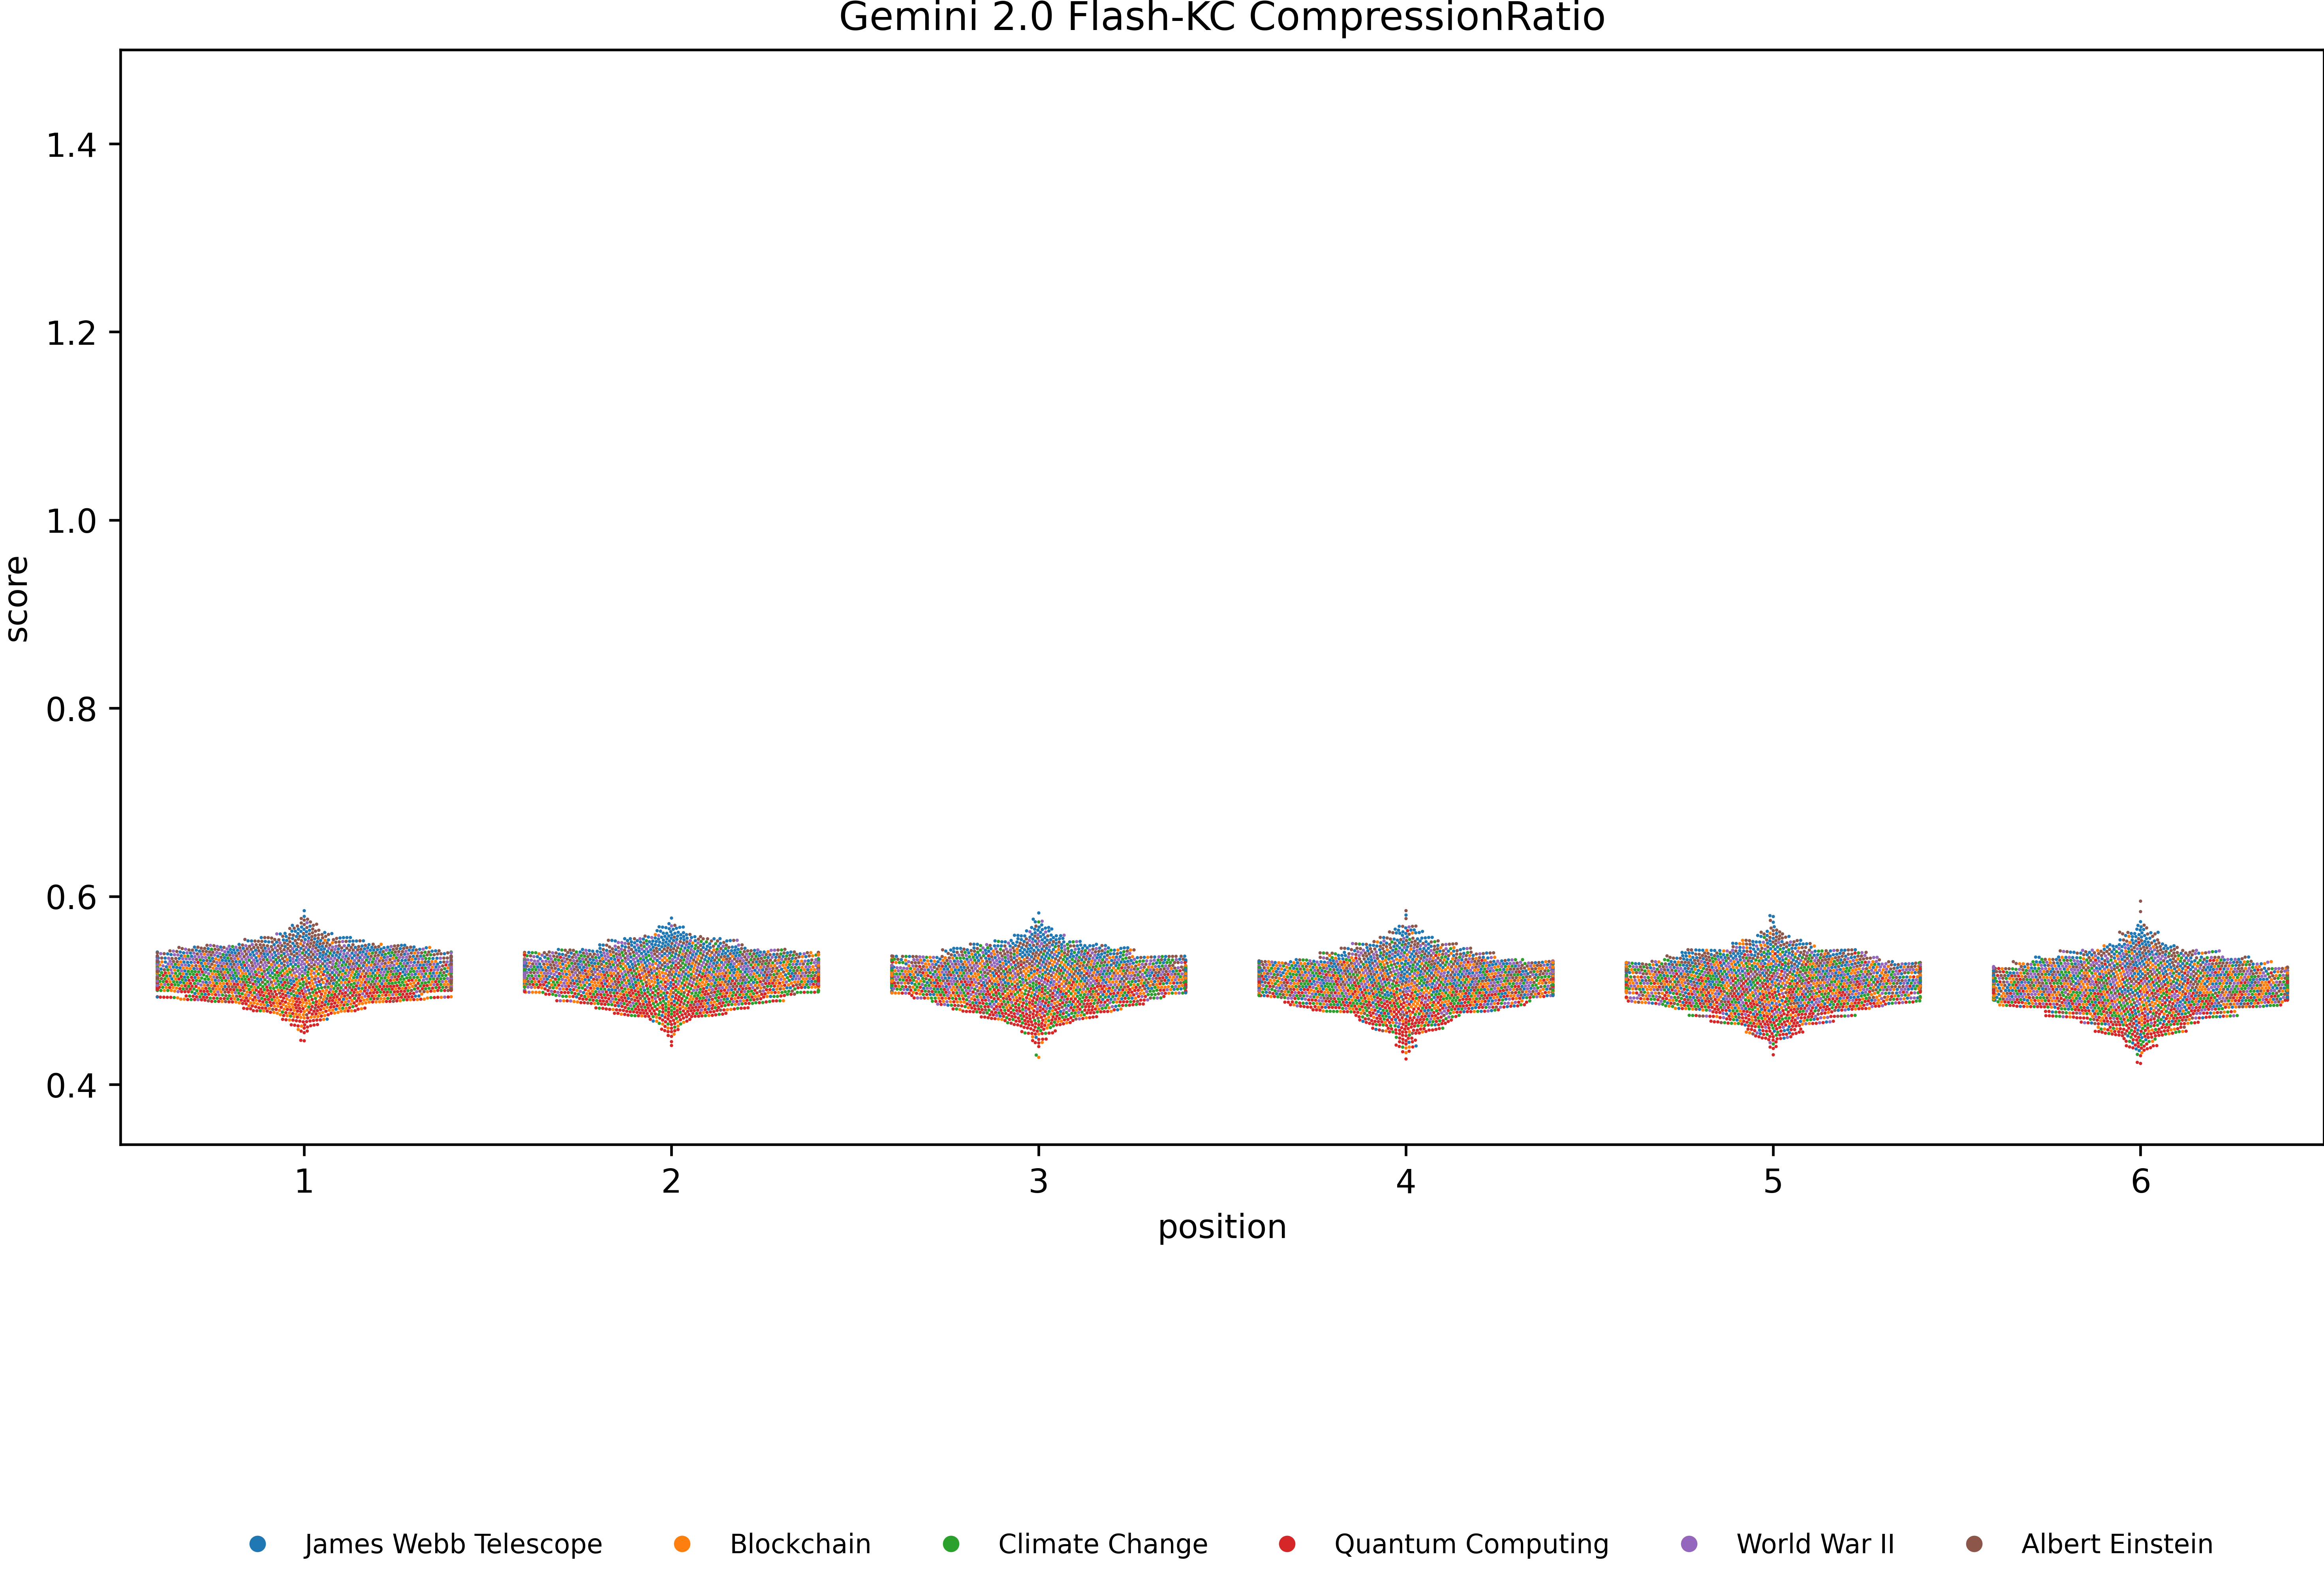 Gemini 2.0 Flash-KC CompressionRatio
1.4
1.2
1.0
0.8
0.6
0.4
score
1 2 3 4 5 6
position
James Webb Telescope Blockchain Climate Change Quantum Computing World War II Albert Einstein